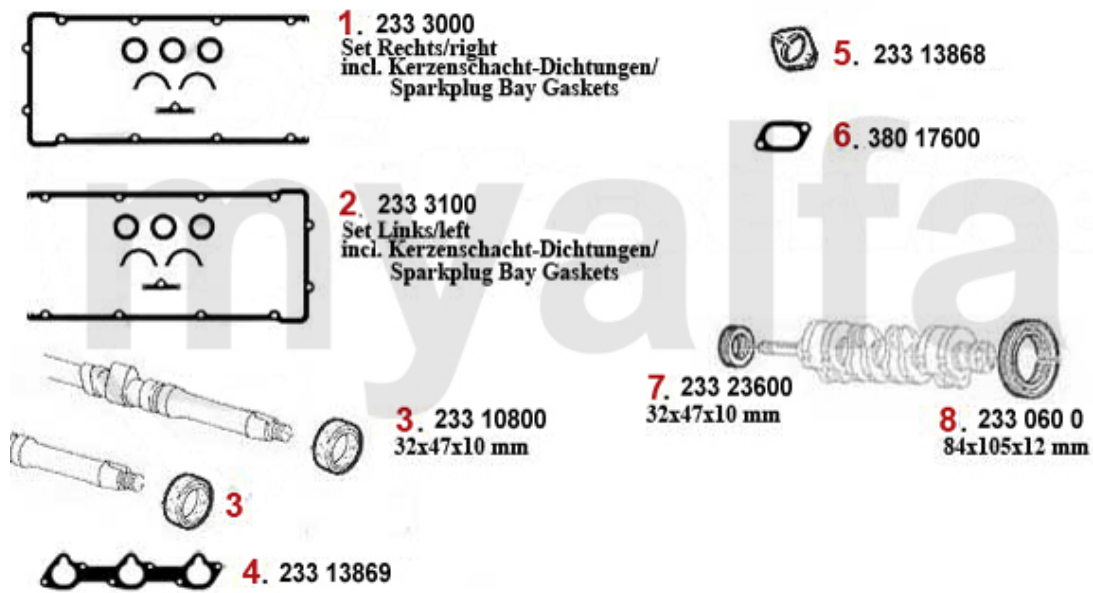 1. 233 3000
Set Rechts/right
incl. Kerzenschacht-Dichtungen/
Sparkplug Bay Gaskets
2. 233 3100
Set Links/left
incl. Kerzenschacht-Dichtungen/
Sparkplug Bay Gaskets
3. 233 10800
32x47x10 mm
3
4. 233 13869
5. 233 13868
6. 380 17600
7. 233 23600
32x47x10 mm
8. 233 060 0
84x105x12 mm
myalfa